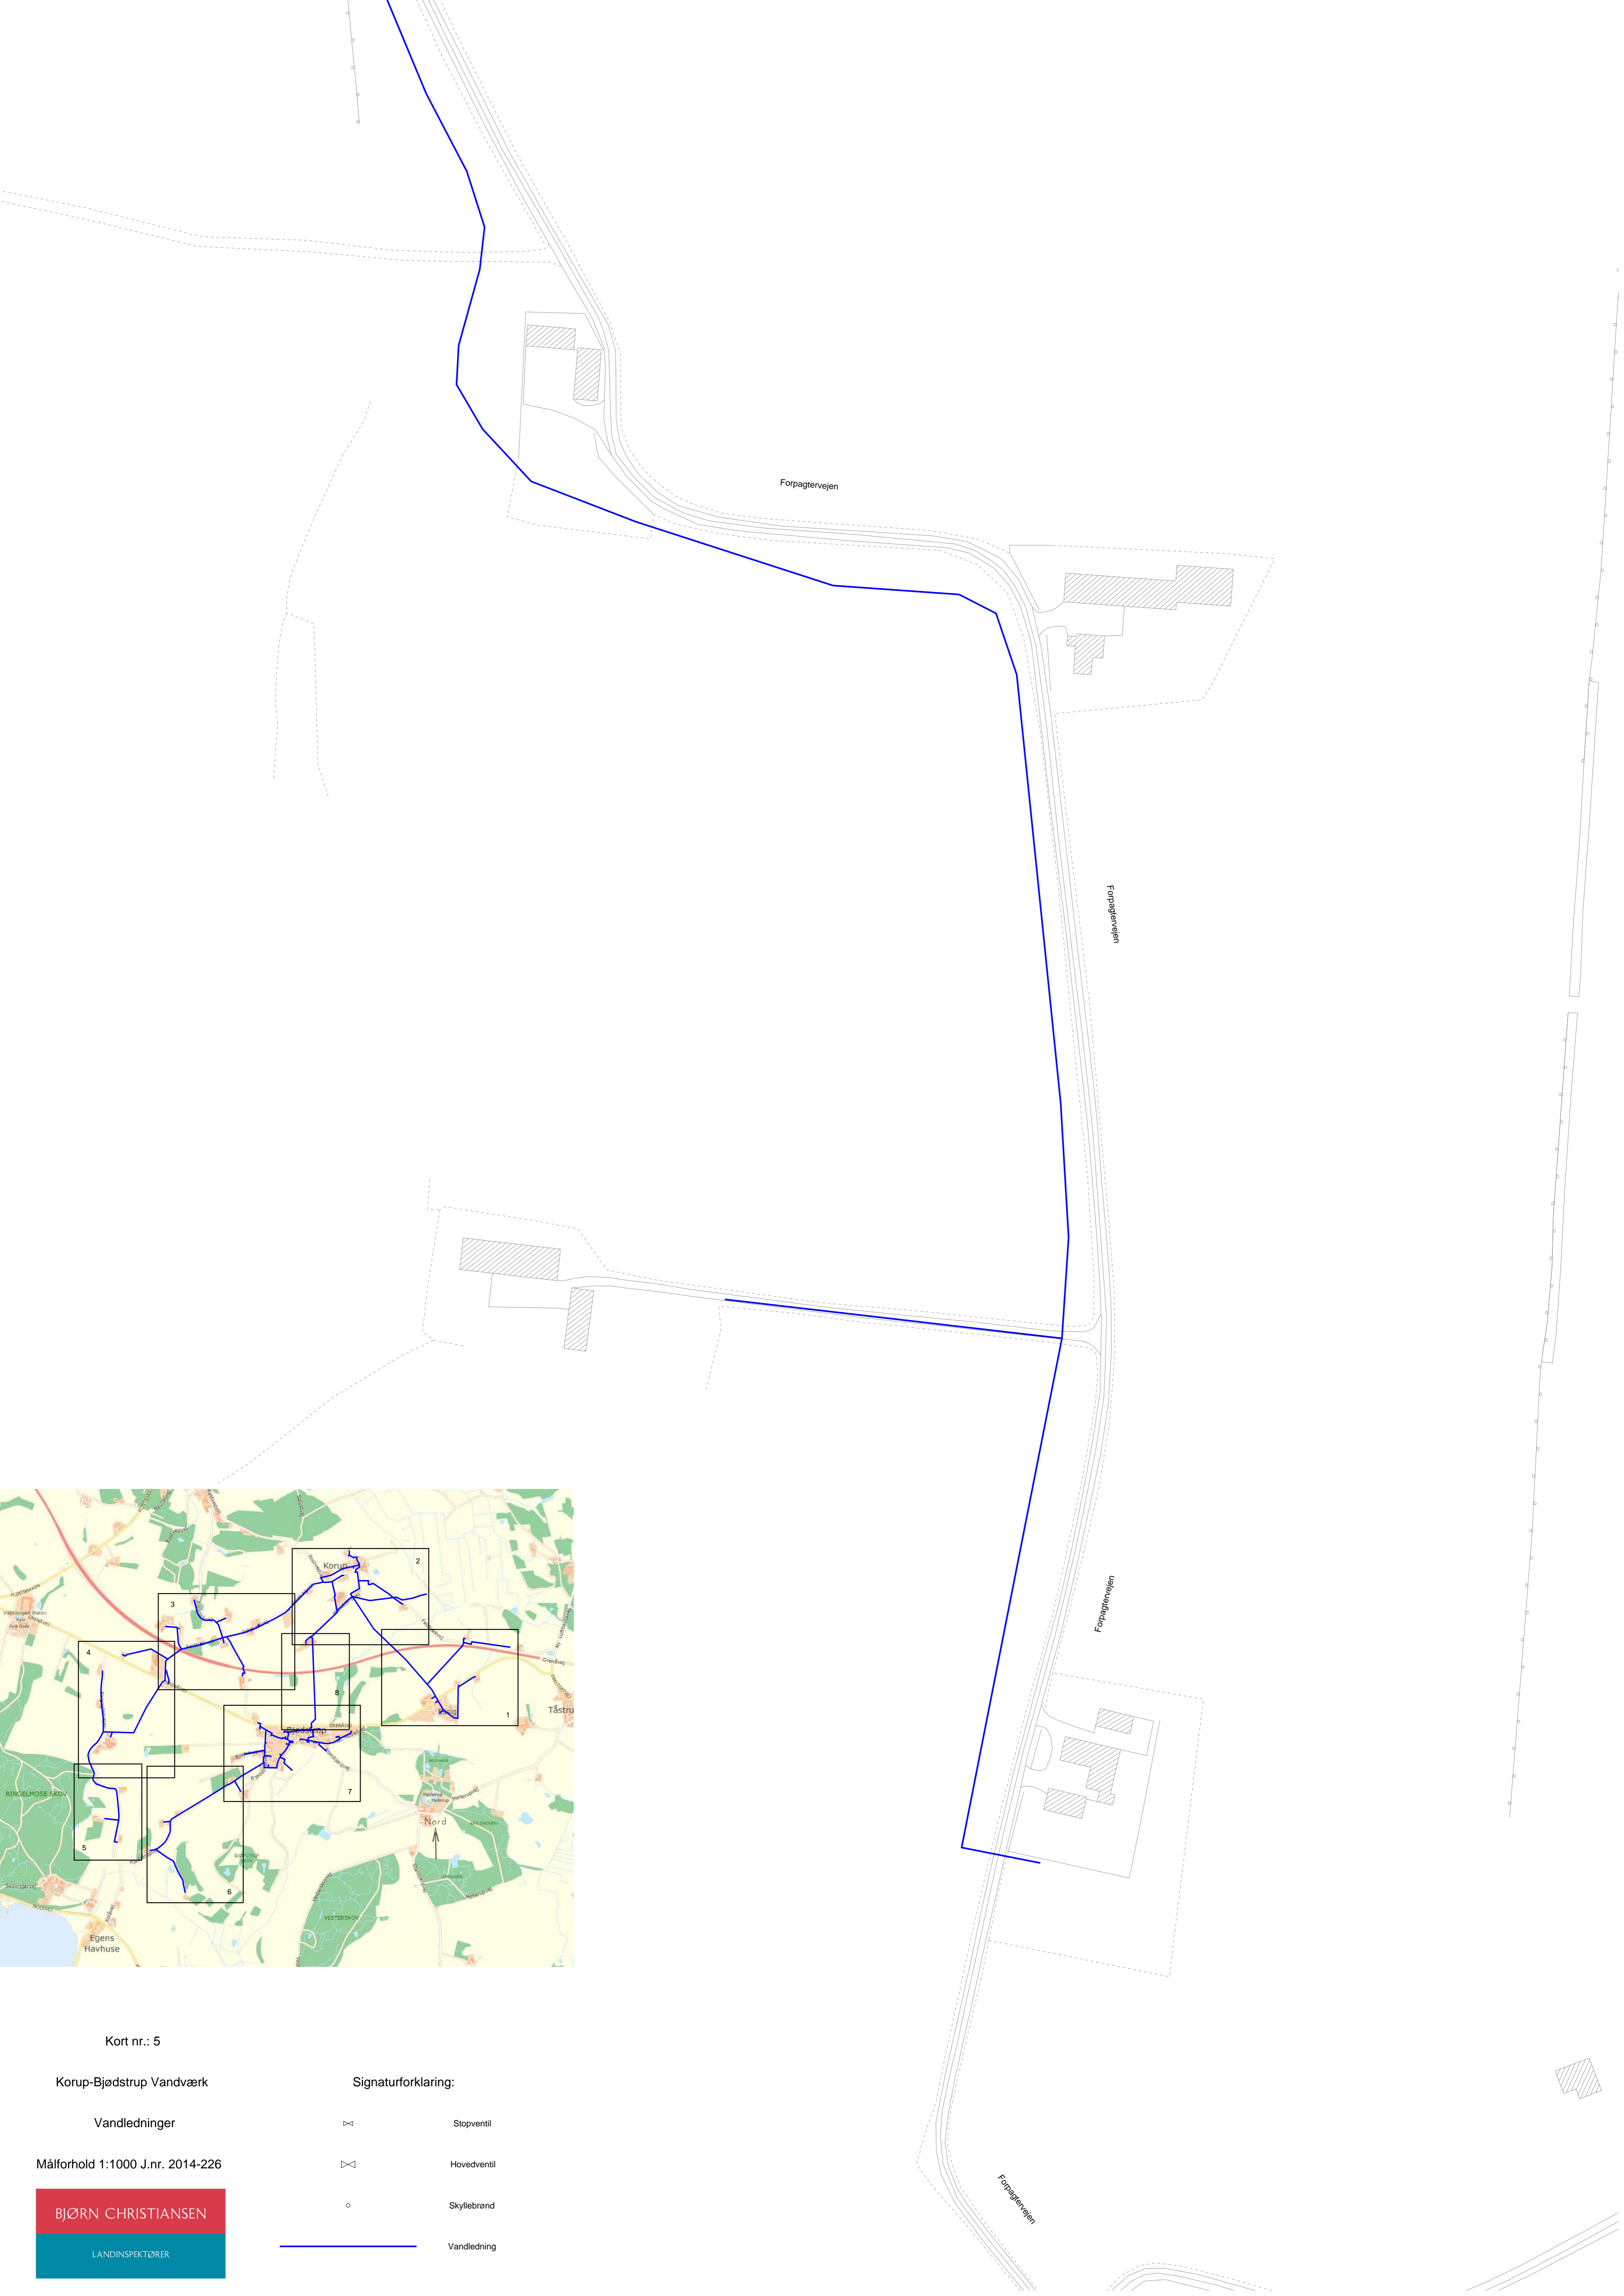 Forpagtervejen
Forpagtervejen
Forpagtervejen
Forpagtervejen
Korup
2
3
4
8
1
Bjødstrup
Tåstru
RINGELMOSE SKOV
Nord
7
5
6
VESTERSKOV
Egens
Havhuse
Kort nr.: 5
Korup-Bjødstrup Vandværk
Vandledninger
Målforhold 1:1000 J.nr. 2014-226
BJØRN CHRISTIANSEN
LANDINSPEKTØRER
Signaturforklaring:
Stopventil
Hovedventil
Skyllebrønd
Vandledning